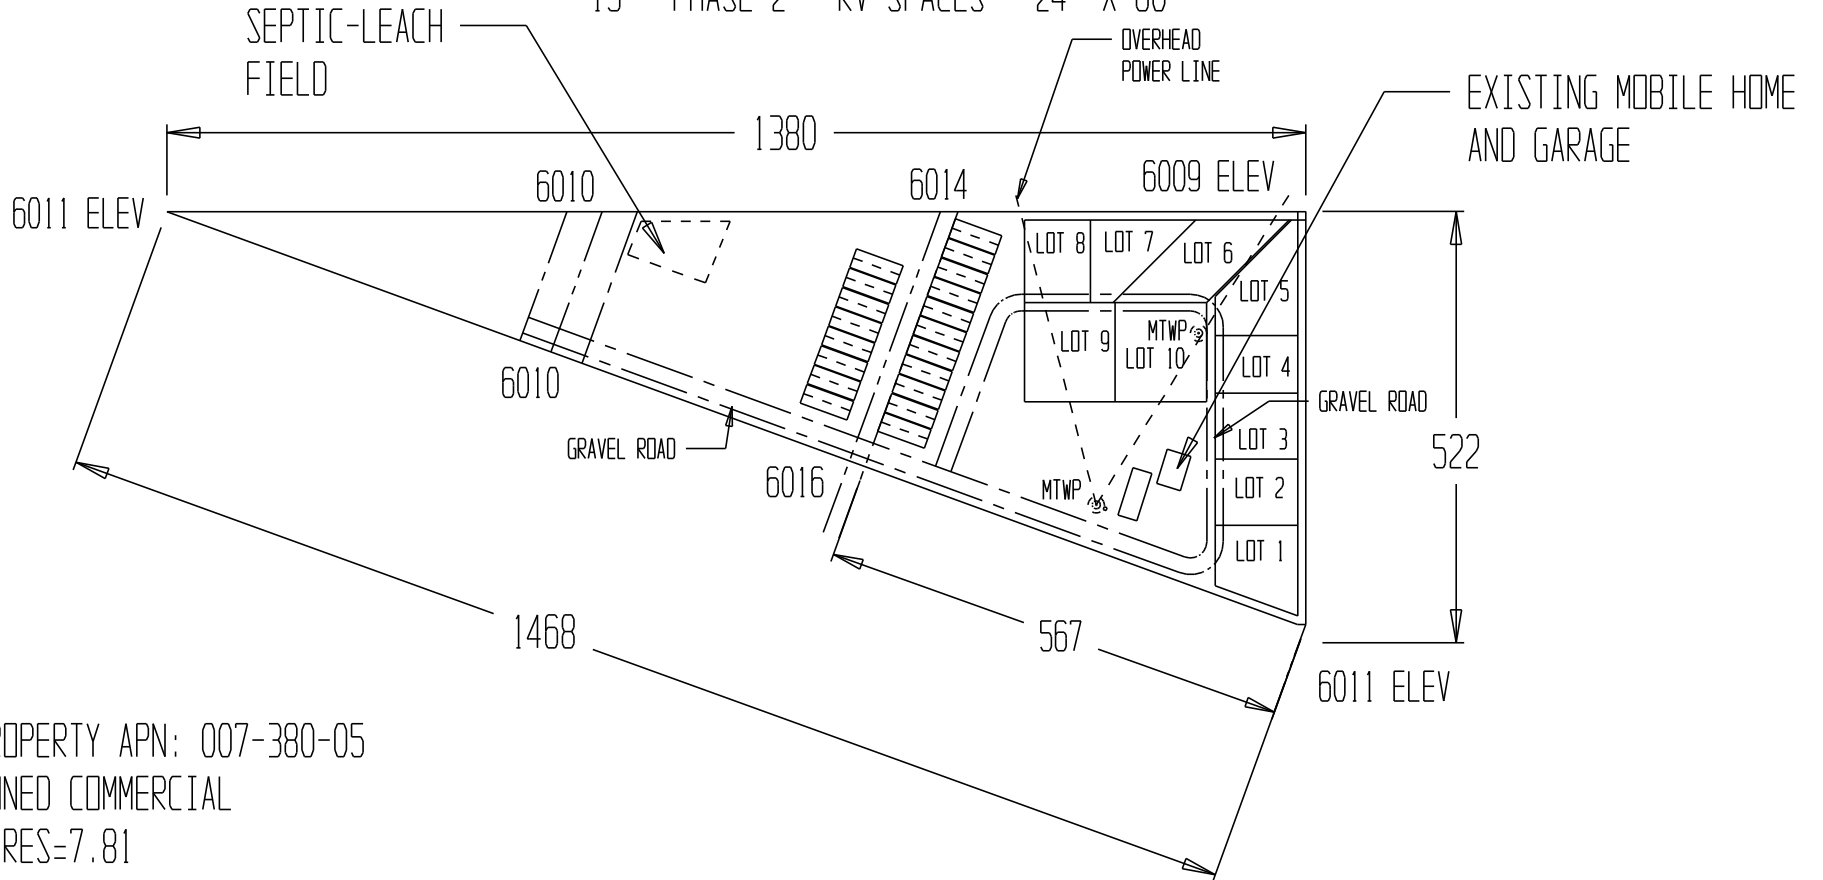 SEPTIC-LEACH
FIELD
OVERHEAD
POWER LINE
EXISTING MOBILE HOME
AND GARAGE
1380
6010
6014
6009 ELEV
6011 ELEV
LOT 8
LOT 7
LOT 6
LOT 5
MTWP
LOT 9
LOT 10
LOT 4
6010
GRAVEL ROAD
GRAVEL ROAD
LOT 3
522
6016
MTWP
LOT 2
LOT 1
1468
567
6011 ELEV
APN: 007-380-05
COMMERCIAL
=7.81